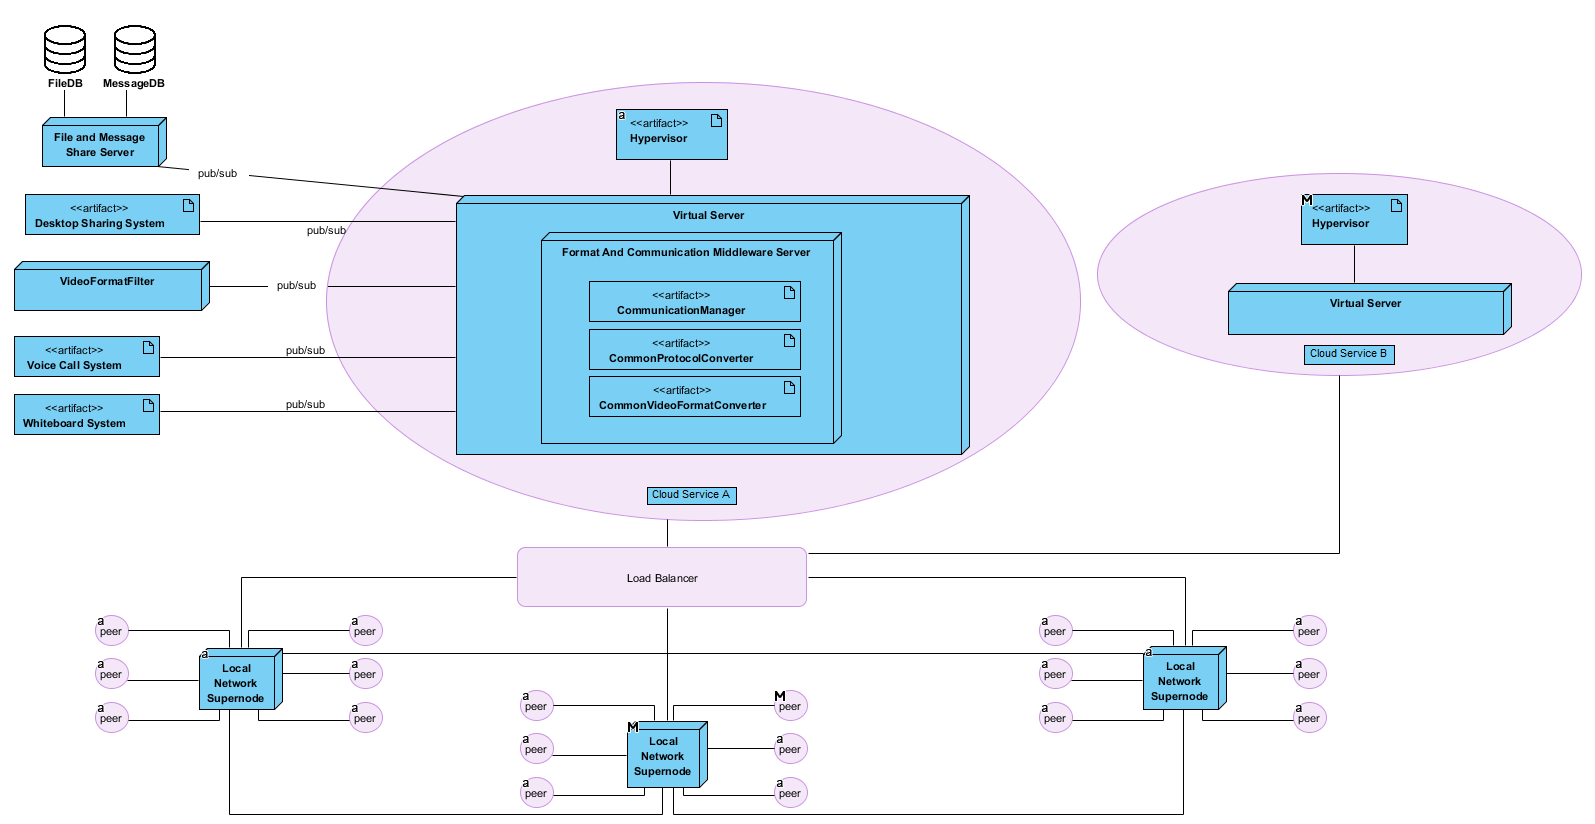 FileDB
MessageDB
File and Message
Share Server
pub/sub
<<artifact>>
Desktop Sharing System
pub/sub
VideoFormatFilter
pub/sub
<<artifact>>
Voice Call System
pub/sub
<<artifact>>
Whiteboard System
pub/sub
a
<<artifact>>
Hypervisor
Virtual Server
Format And Communication Middleware Server
<<artifact>>
CommunicationManager
<<artifact>>
CommonProtocolConverter
<<artifact>>
CommonVideoFormatConverter
Cloud Service A
M
<<artifact>>
Hypervisor
Virtual Server
Cloud Service B
Load Balancer
a
peer
a
peer
a
peer
a
Local
Network
Supernode
a
peer
a
peer
a
peer
a
peer
a
peer
a
peer
M
Local
Network
Supernode
M
peer
a
peer
a
peer
a
peer
a
peer
a
peer
a
Local
Network
Supernode
a
peer
a
peer
a
peer